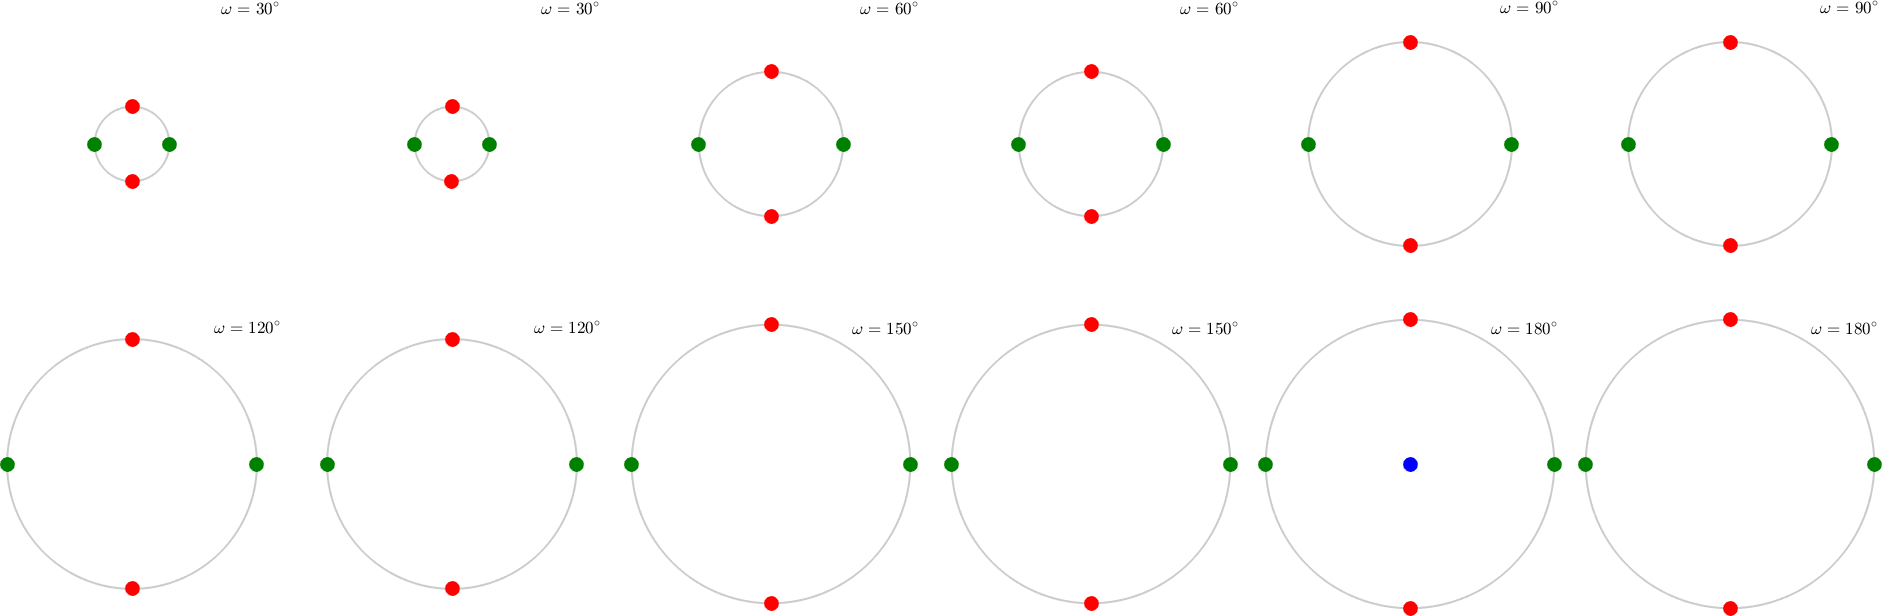 ω = 30°
ω = 30°
ω = 60°
ω = 60°
ω = 90°
ω = 90°
ω = 120°
ω = 120°
ω = 150°
ω = 150°
ω = 180°
ω = 180°